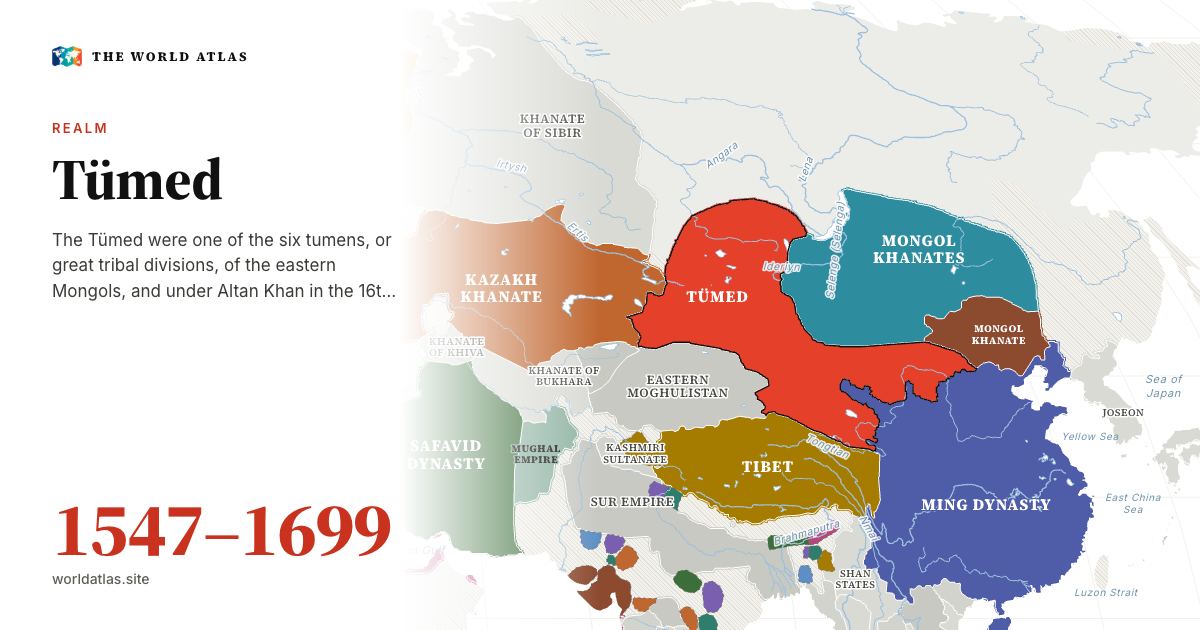 THE WORLD ATLAS
REALM
Tümed
The Tümed were one of the six tumens, or
great tribal divisions, of the eastern
Mongols, and under Altan Khan in the 16t...
1547–1699
worldatlas.site
KHANATE
OF SIBIR
Irtysh
Angara
Lena
Ertis
Selenge (Selenga)
Ideriyn
MONGOL
KHANATES
KAZAKH
KHANATE
TÜMED
MONGOL
KHANATE
KHANATE
OF KHIVA
KHANATE OF
BUKHARA
EASTERN
MOGHULISTAN
Sea of
Japan
JOSEON
Yellow Sea
SAFAVID
DYNASTY
MUGHAL
EMPIRE
KASHMIRI
SULTANATE
Tongtian
TIBET
SUR EMPIRE
MING DYNASTY
East China
Sea
Brahmaputra
Nmai
SHAN
STATES
Luzon Strait